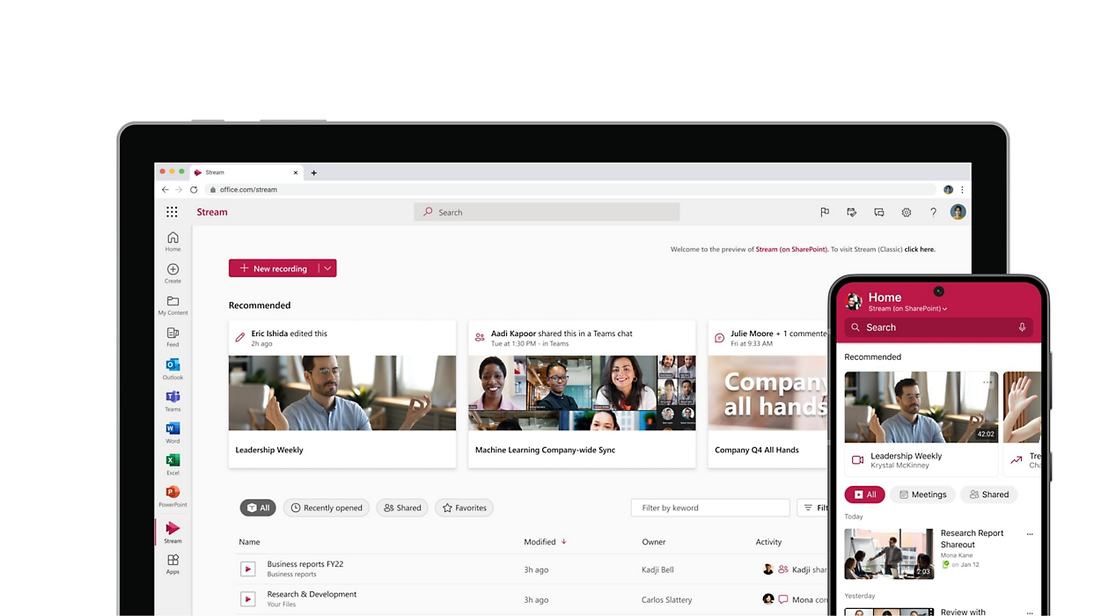 Stream
office.com/stream
Stream
Search
Welcome to the preview of Stream (on SharePoint). To visit Stream (Classic) click here.
New recording
Home
Create
My Content
Feed
Outlook
Teams
Word
Excel
PowerPoint
Stream
Apps
Recommended
Eric Ishida edited this
2h ago
Leadership Weekly
Aadi Kapoor shared this in a Teams chat
Tue at 1:30 PM - in Teams
Machine Learning Company-wide Sync
Julie Moore + 1 commente
Fri at 9:33 AM
Company
all hands
Company Q4 All Hands
All
Recently opened
Shared
Favorites
Filter by keword
Filt
Name
Modified
Owner
Activity
Business reports FY22
Business reports
3h ago
Kadji Bell
Kadji shar
Research & Development
Your Files
3h ago
Carlos Slattery
Mona con
Home
Stream (on SharePoint)
Search
Recommended
42:02
Leadership Weekly
Krystal McKinney
Tre
Cha
All
Meetings
Shared
Today
2:03
Research Report
Shareout
Mona Kane
on Jan 12
Yesterday
Review with